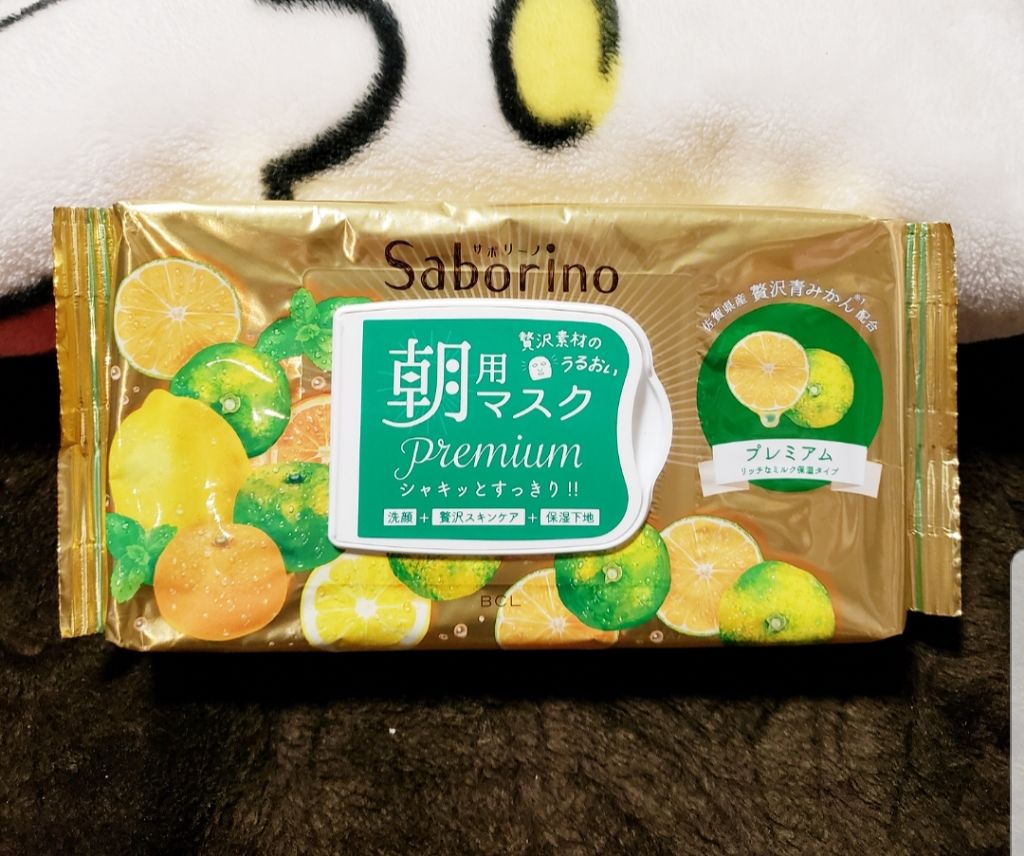 サボリーノ
Saborino
贅沢素材の
うるおい
朝用
マスク
Premium
シャキッとすっきり!!
洗顔 + 贅沢スキンケア + 保湿下地
BCL
佐賀県産 贅沢青みかん※1 配合
プレミアム
リッチなミルク保湿タイプ